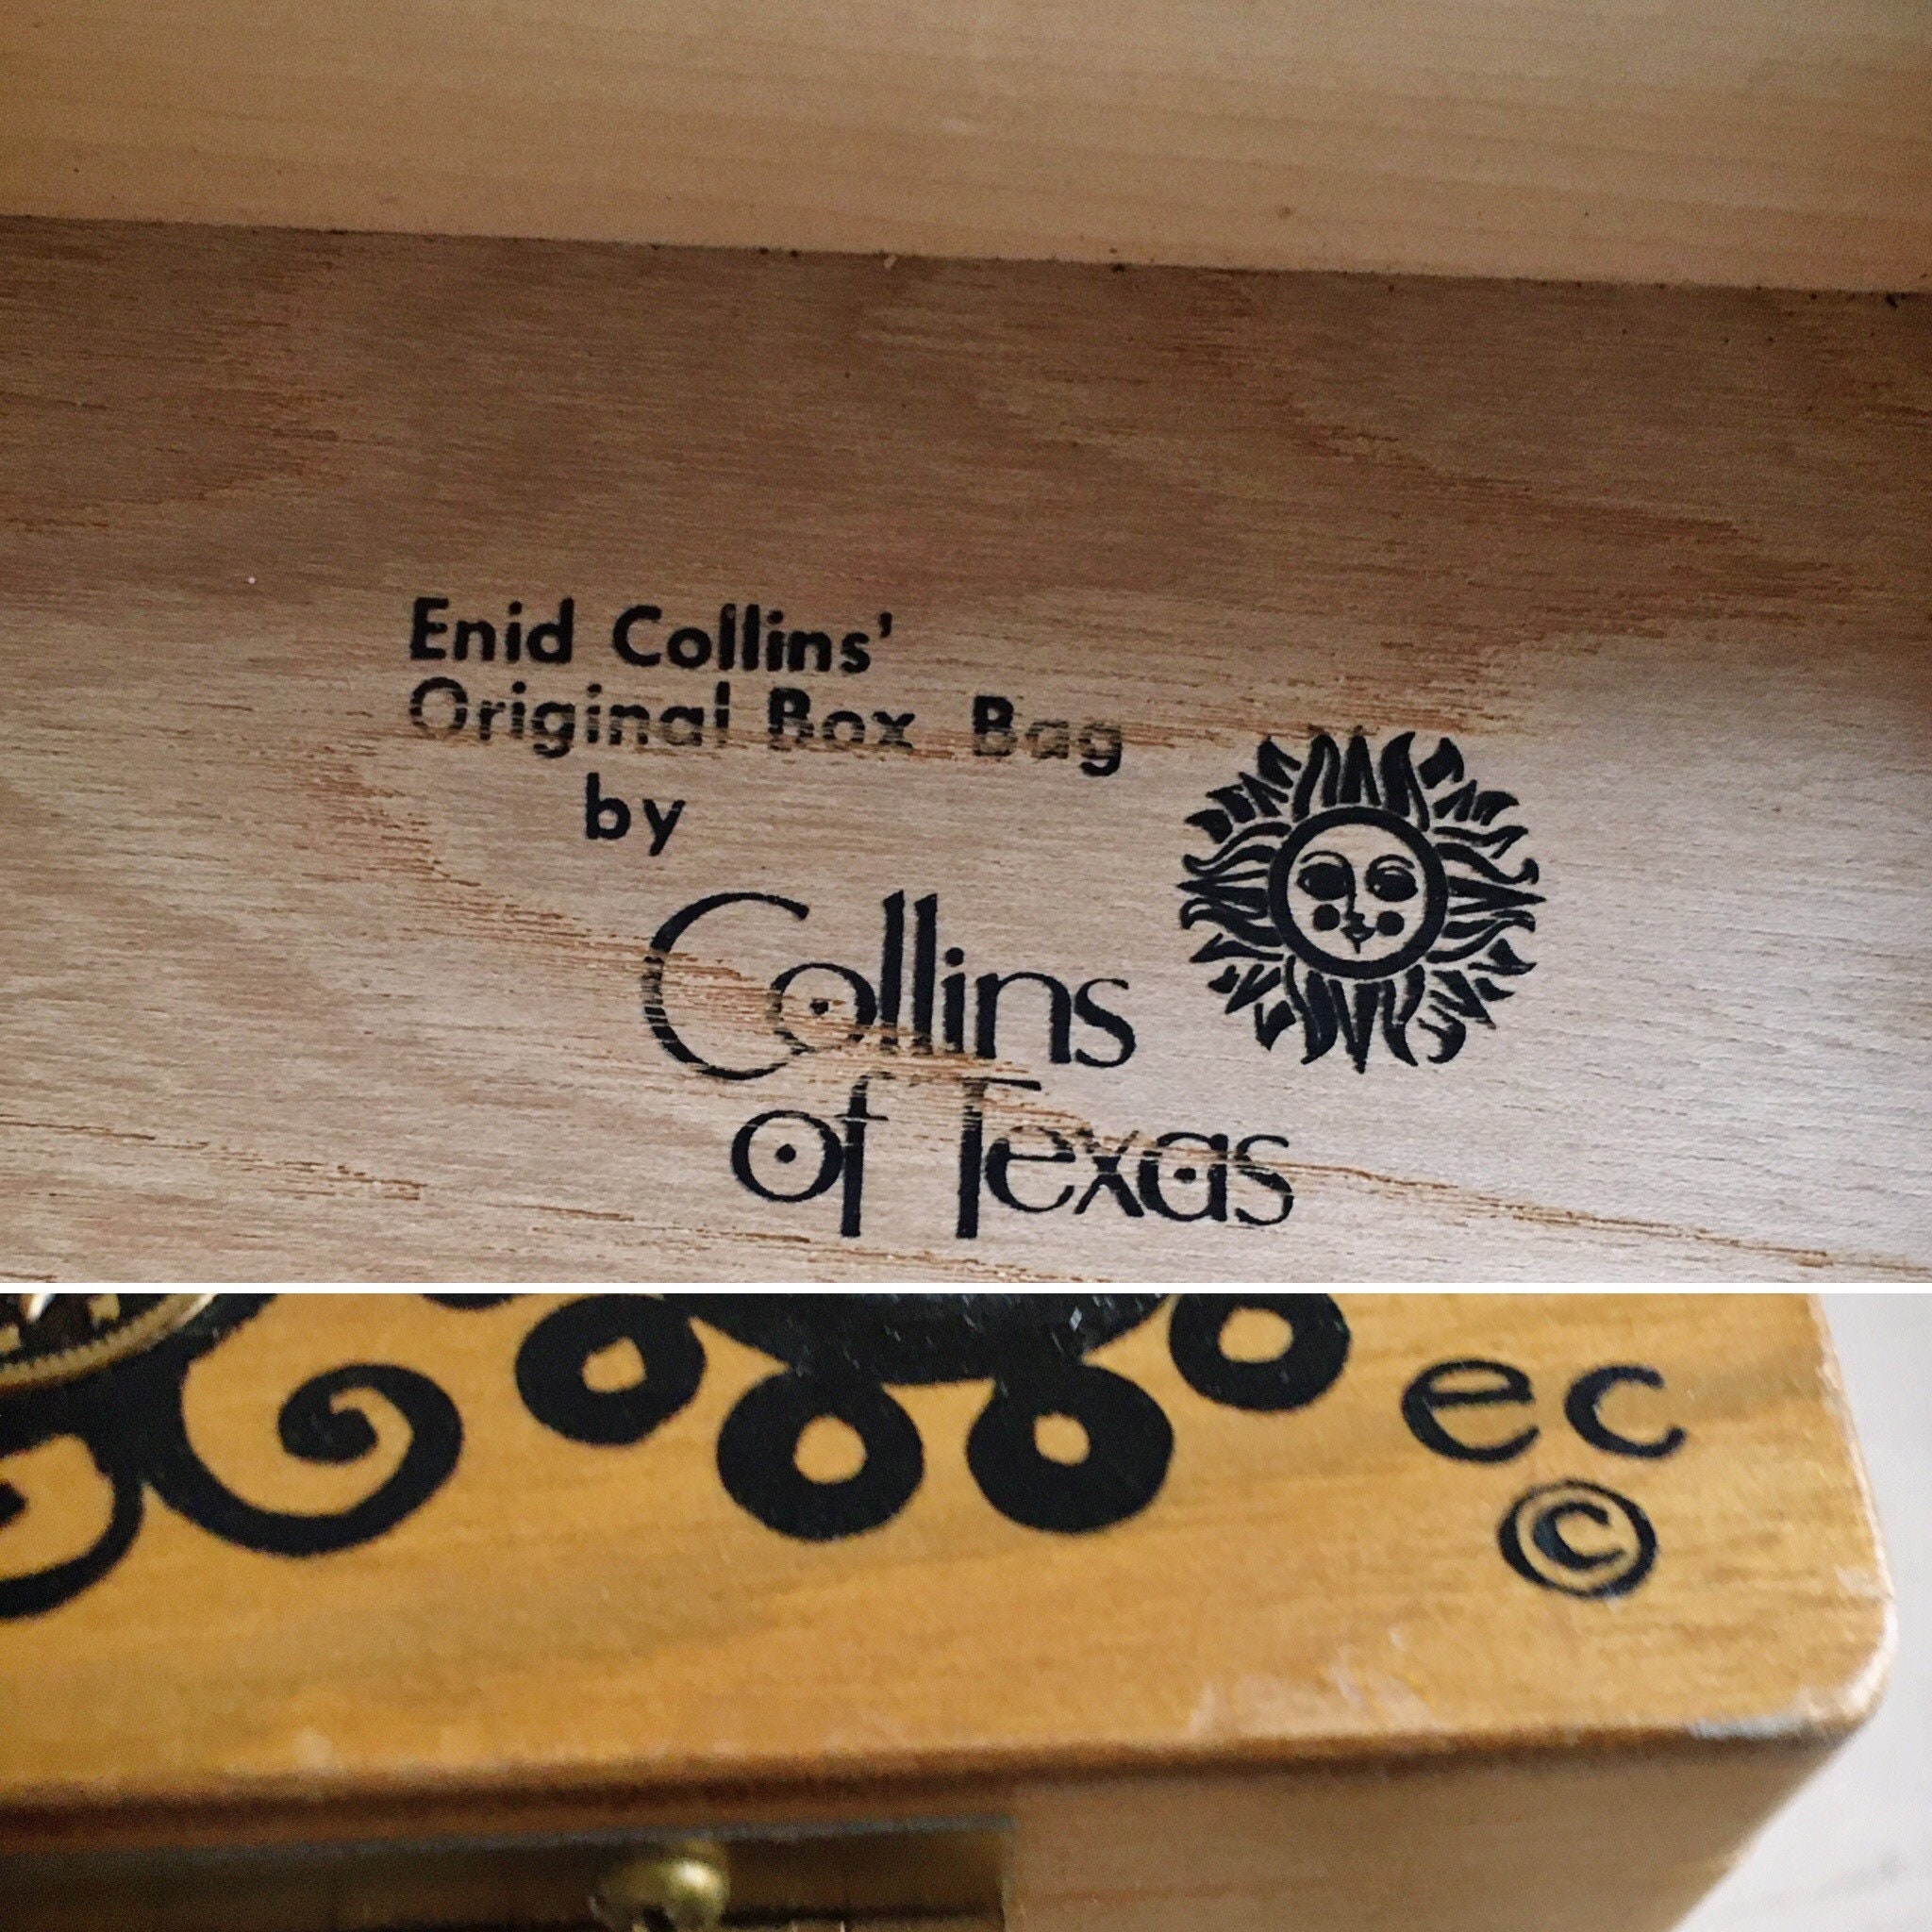 Enid Collins'
Original Box Bag
by
Collins
of Texas
ec
©